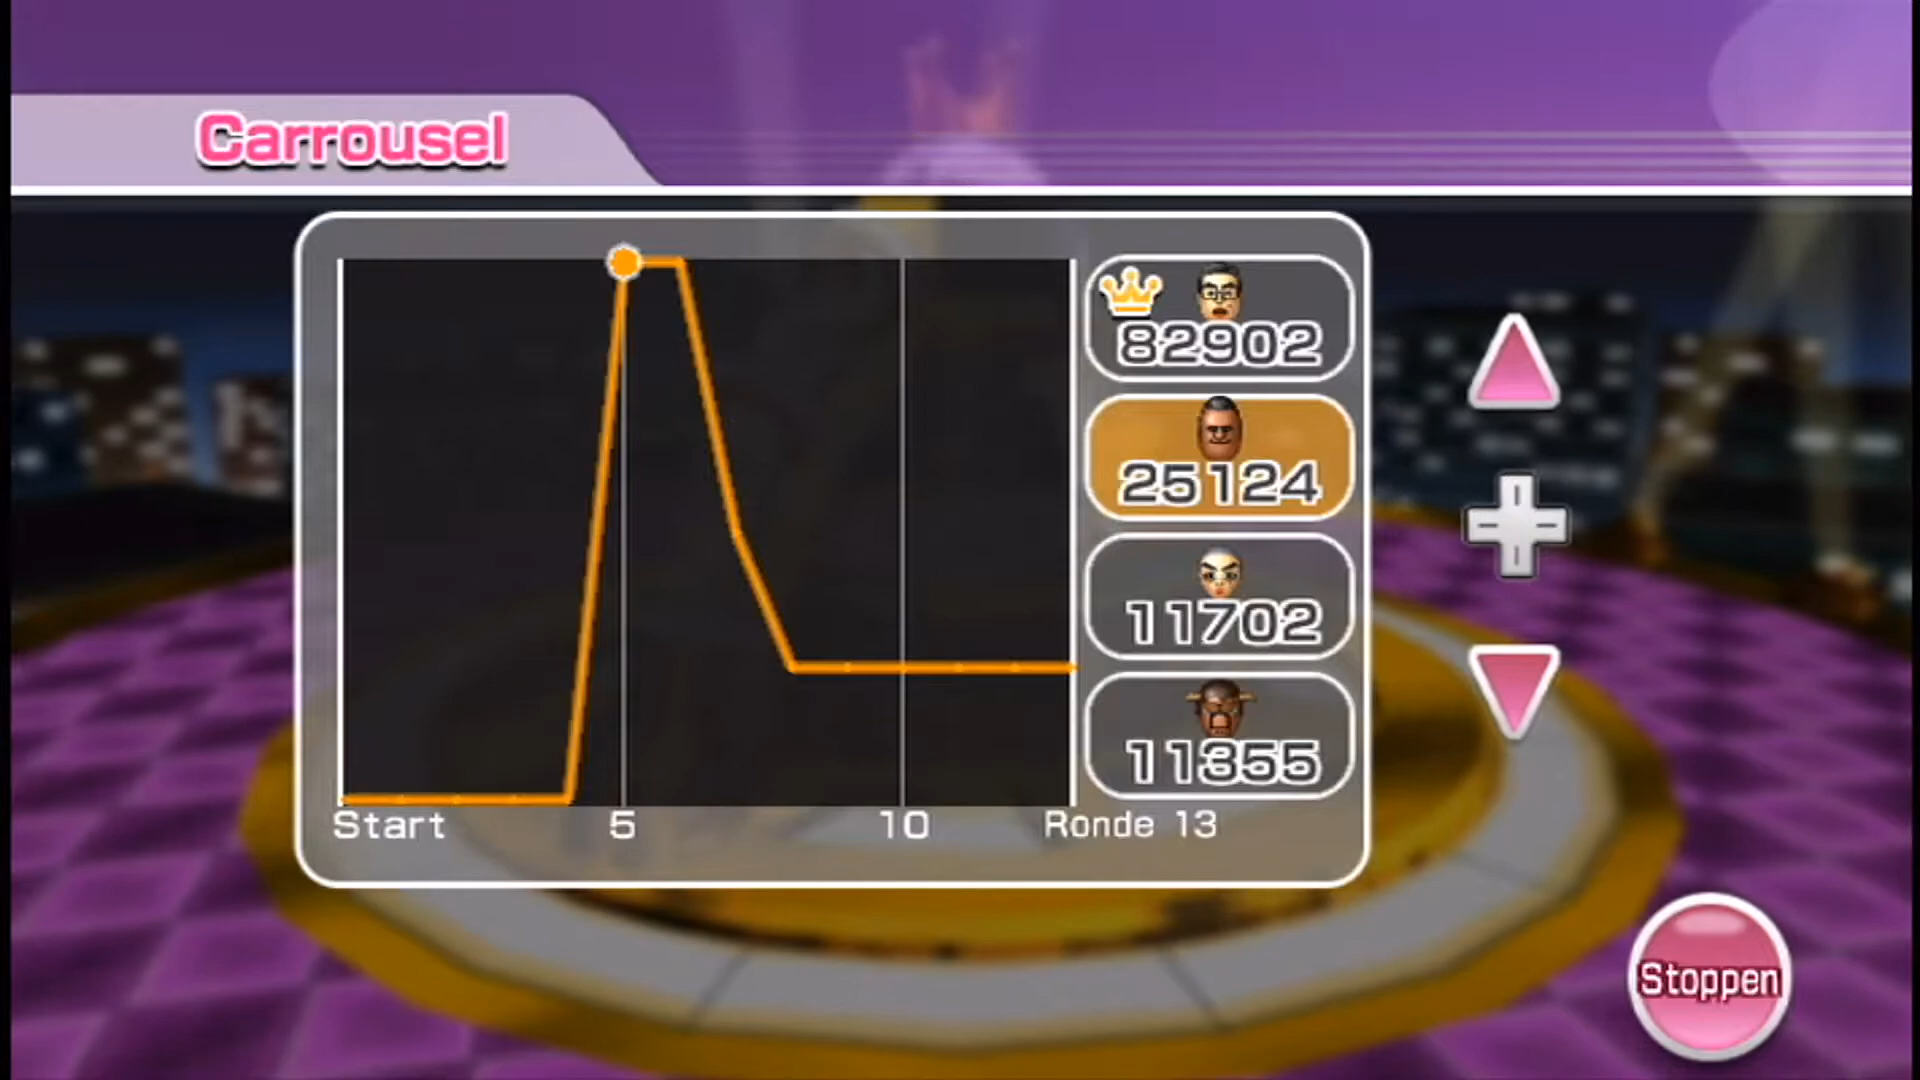 Carrousel
82902
25124
11702
11355
Start 5 10 Ronde 13
Stoppen